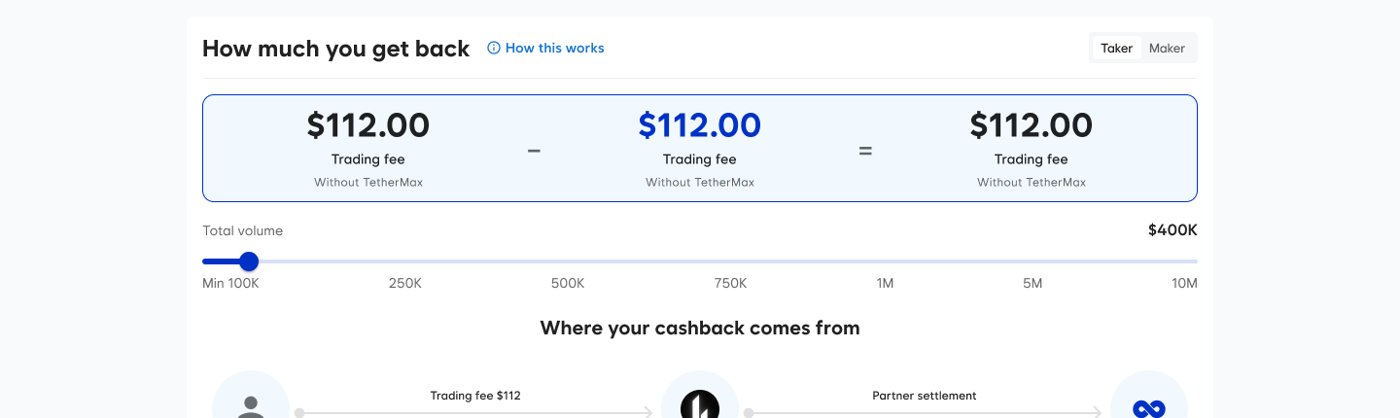 How much you get back
How this works
Taker
Maker
$112.00
–
$112.00
=
$112.00
Trading fee
Trading fee
Trading fee
Without TetherMax
Without TetherMax
Without TetherMax
Total volume
$400K
Min 100K
250K
500K
750K
1M
5M
10M
Where your cashback comes from
Trading fee $112
Partner settlement